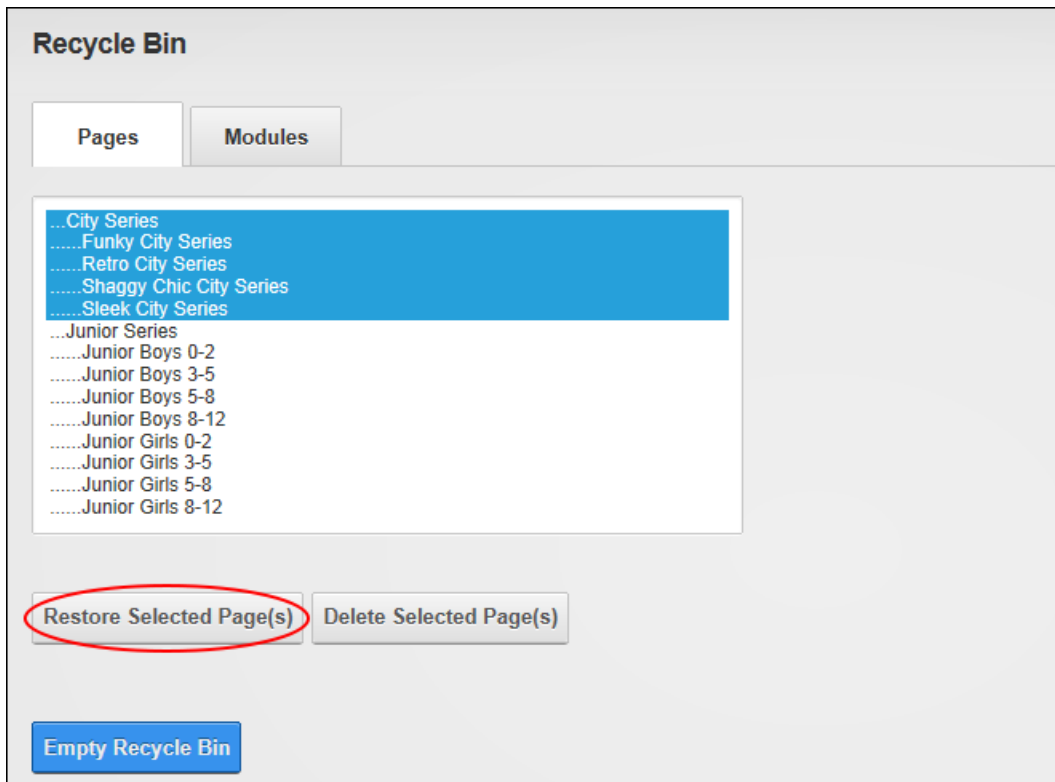 Recycle Bin
Pages
Modules
...City Series
......Funky City Series
......Retro City Series
......Shaggy Chic City Series
......Sleek City Series
...Junior Series
......Junior Boys 0-2
......Junior Boys 3-5
......Junior Boys 5-8
......Junior Boys 8-12
......Junior Girls 0-2
......Junior Girls 3-5
......Junior Girls 5-8
......Junior Girls 8-12
Restore Selected Page(s)
Delete Selected Page(s)
Empty Recycle Bin